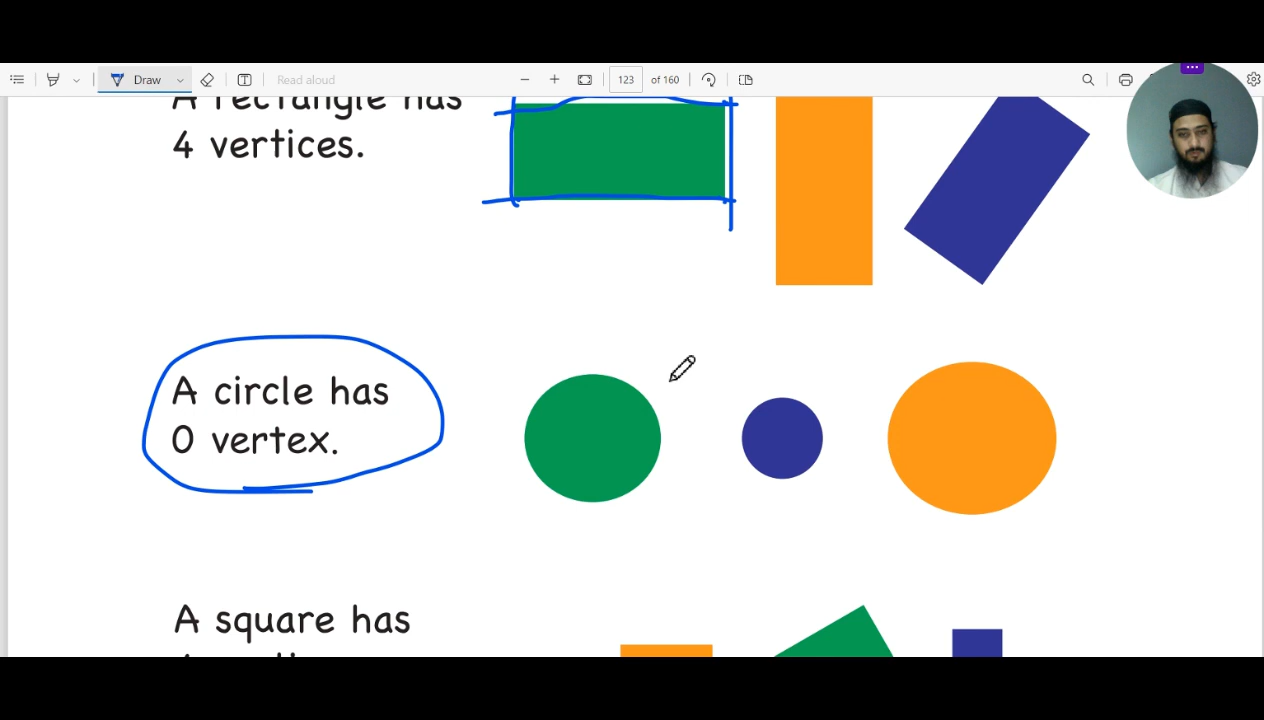 Draw
Read aloud
123 of 160
A rectangle has
4 vertices.
A circle has
0 vertex.
A square has